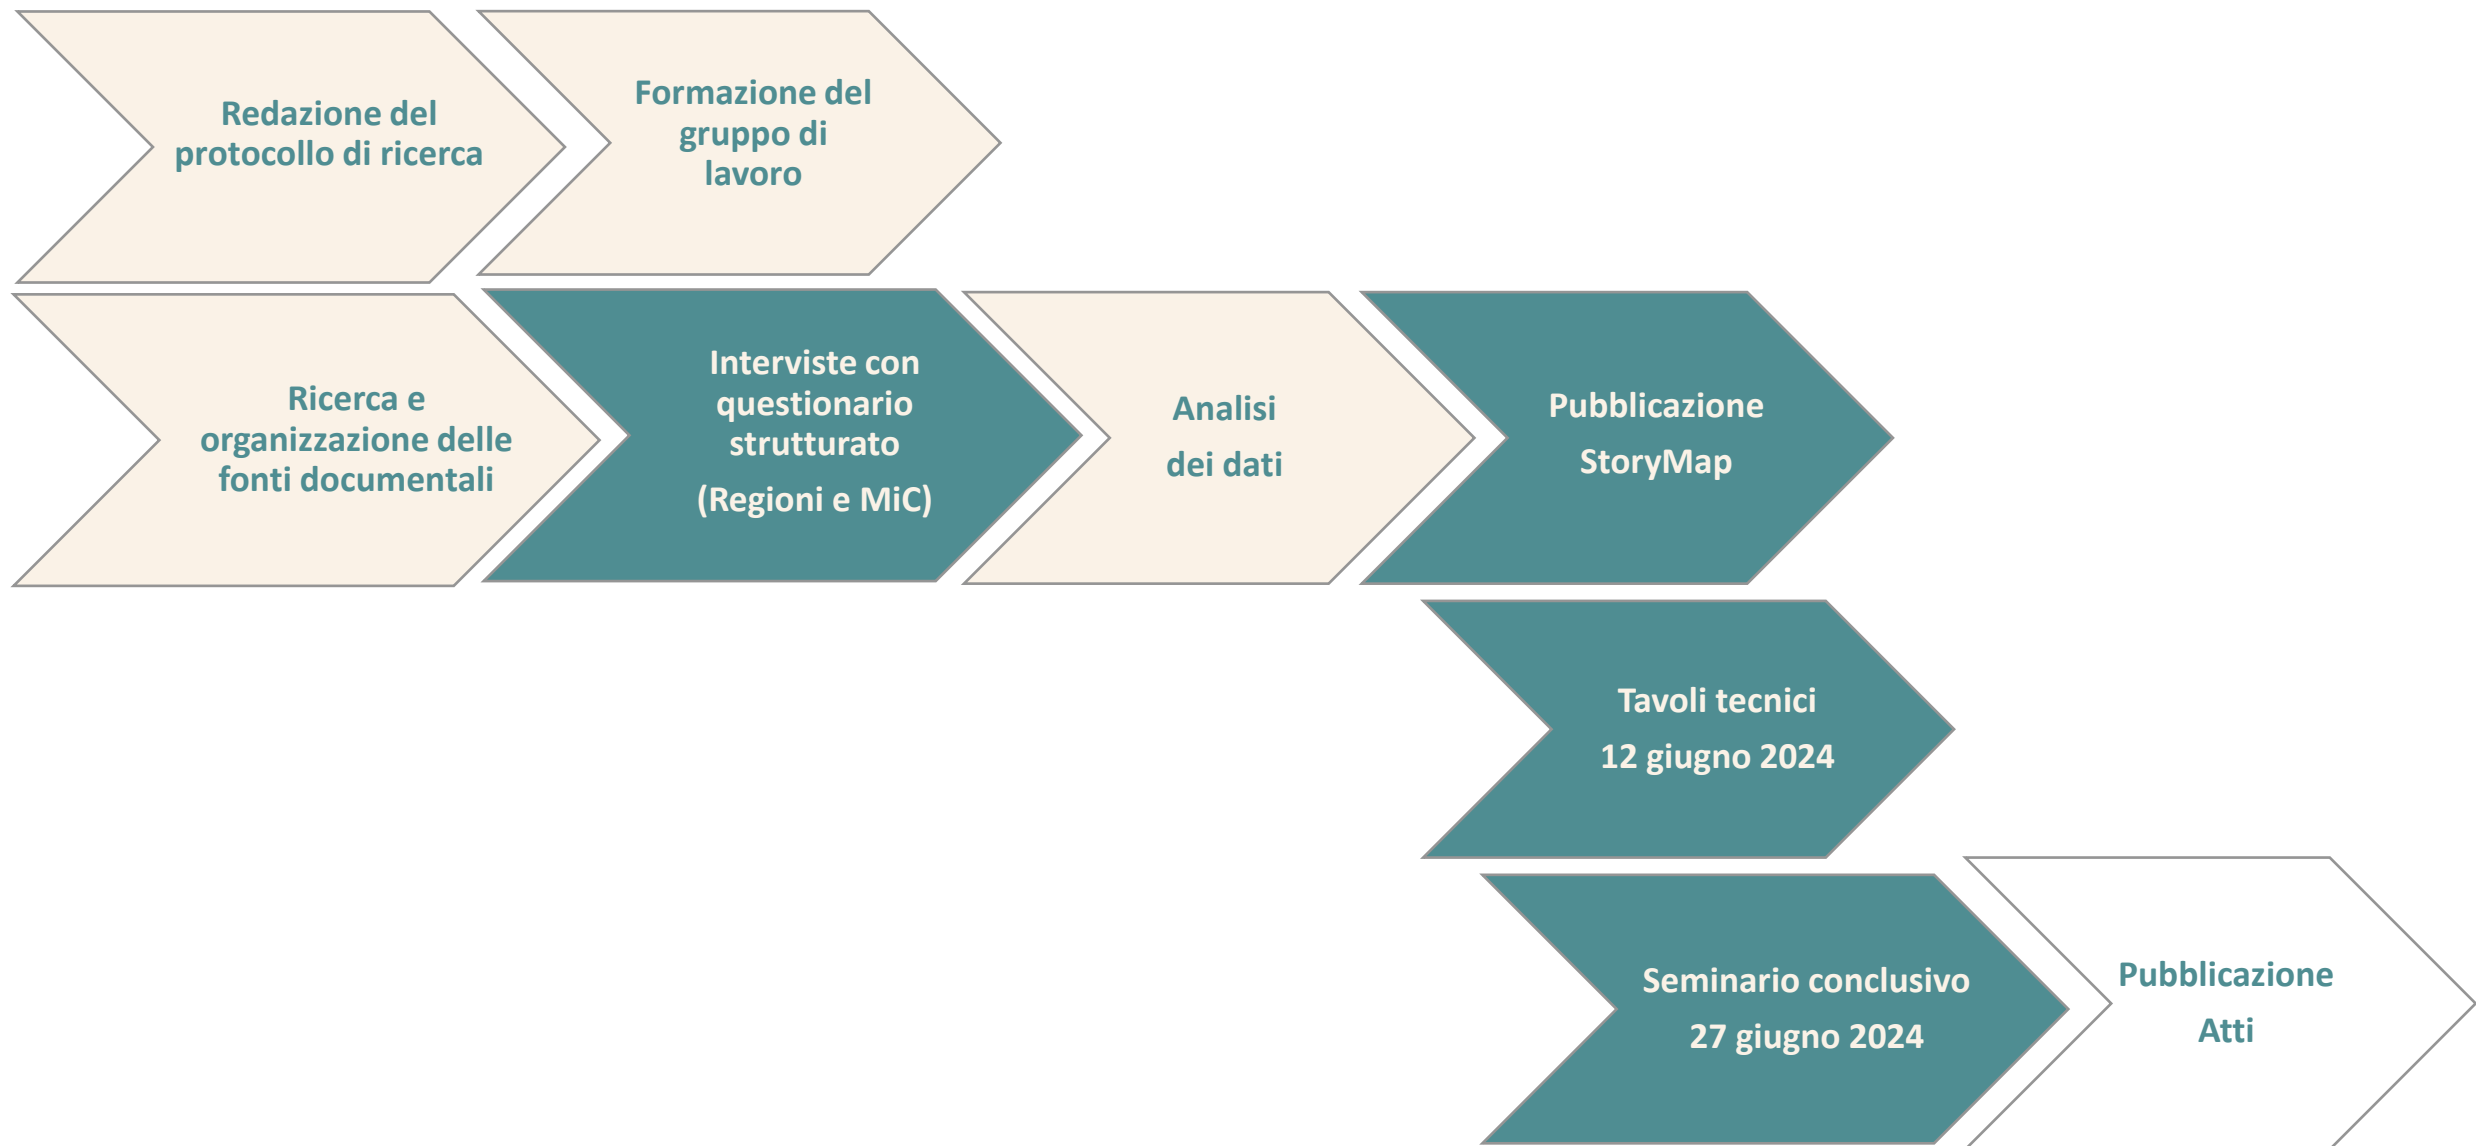 Redazione del
protocollo di ricerca
Formazione del
gruppo di
lavoro
Ricerca e
organizzazione delle
fonti documentali
Interviste con
questionario
strutturato
(Regioni e MiC)
Analisi
dei dati
Pubblicazione
StoryMap
Tavoli tecnici
12 giugno 2024
Seminario conclusivo
27 giugno 2024
Pubblicazione
Atti